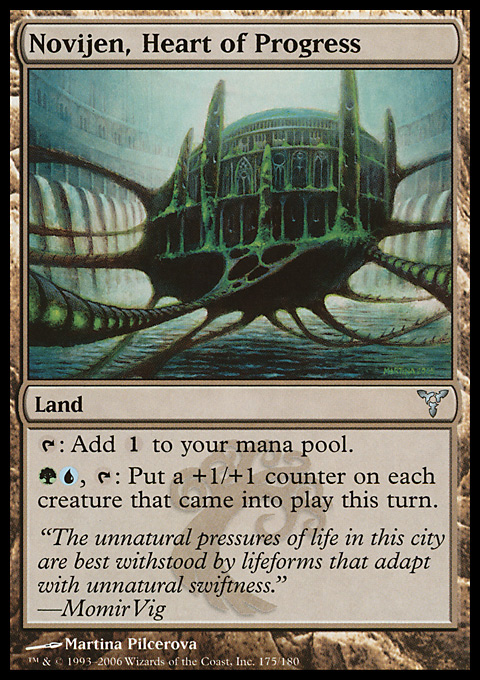 Novijen, Heart of Progress
Land
: Add 1 to your mana pool.
, : Put a +1/+1 counter on each
creature that came into play this turn.
“The unnatural pressures of life in this city
are best withstood by lifeforms that adapt
with unnatural swiftness.”
—Momir Vig
Martina Pilcerova
™ & © 1993–2006 Wizards of the Coast, Inc. 175/180